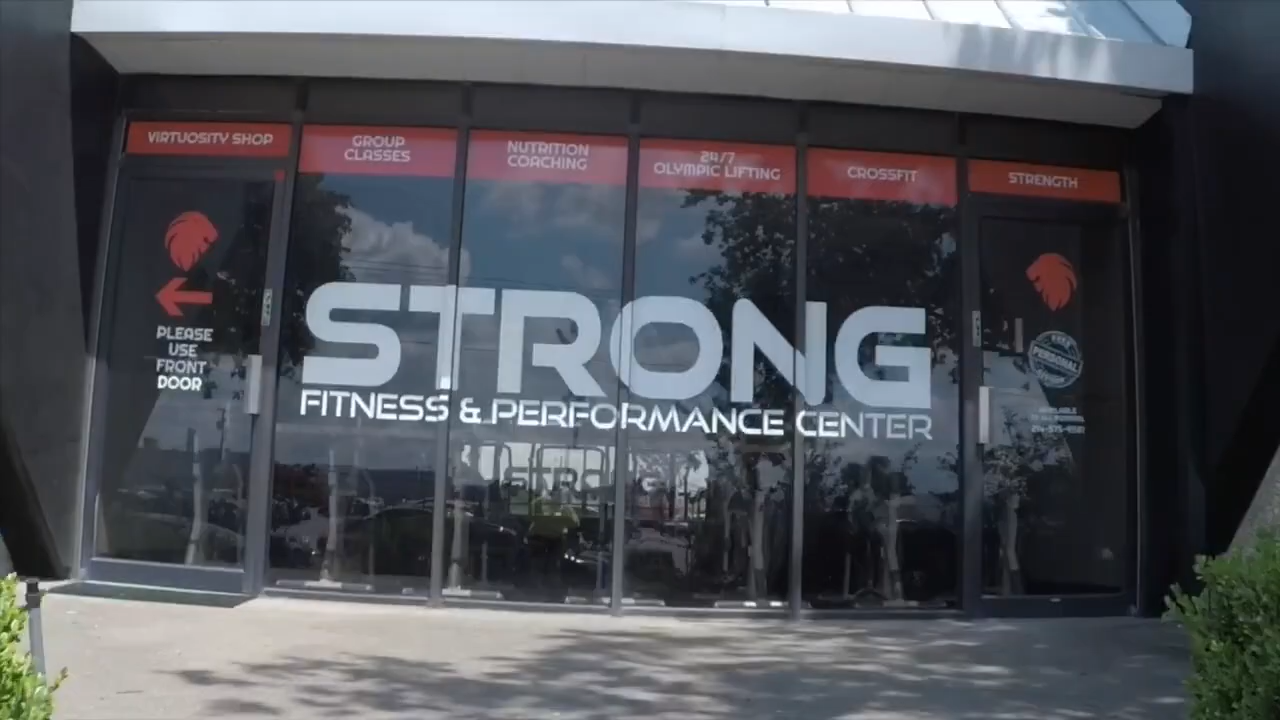 VIRTUOSITY SHOP
GROUP
CLASSES
NUTRITION
COACHING
24/7
OLYMPIC LIFTING
CROSSFIT
STRENGTH
PLEASE
USE
FRONT
DOOR
STRONG
FITNESS & PERFORMANCE CENTER
PERSONAL